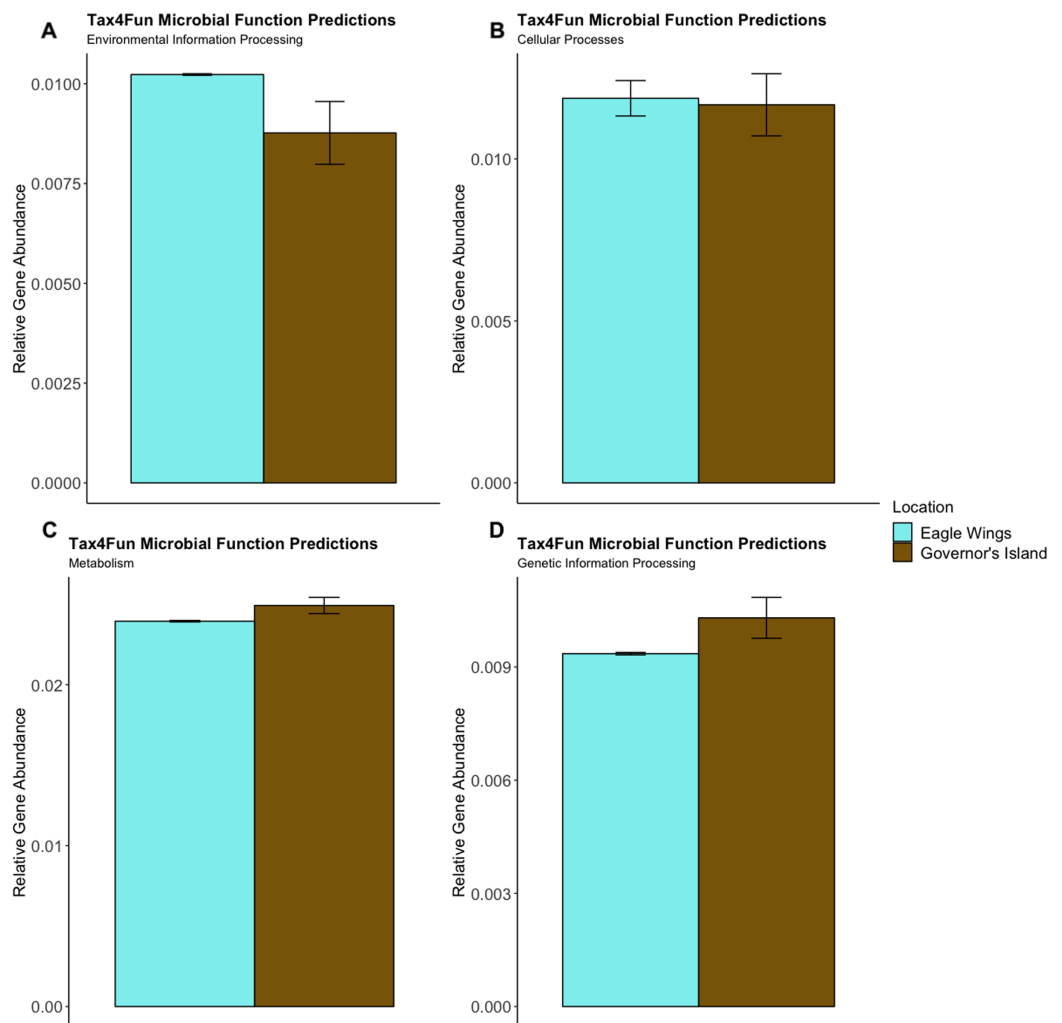 A
Tax4Fun Microbial Function Predictions
Environmental Information Processing
Relative Gene Abundance
0.0100
0.0075
0.0050
0.0025
0.0000
B
Tax4Fun Microbial Function Predictions
Cellular Processes
Relative Gene Abundance
0.010
0.005
0.000
Location
Eagle Wings
Governor's Island
C
Tax4Fun Microbial Function Predictions
Metabolism
Relative Gene Abundance
0.02
0.01
0.00
D
Tax4Fun Microbial Function Predictions
Genetic Information Processing
Relative Gene Abundance
0.009
0.006
0.003
0.000